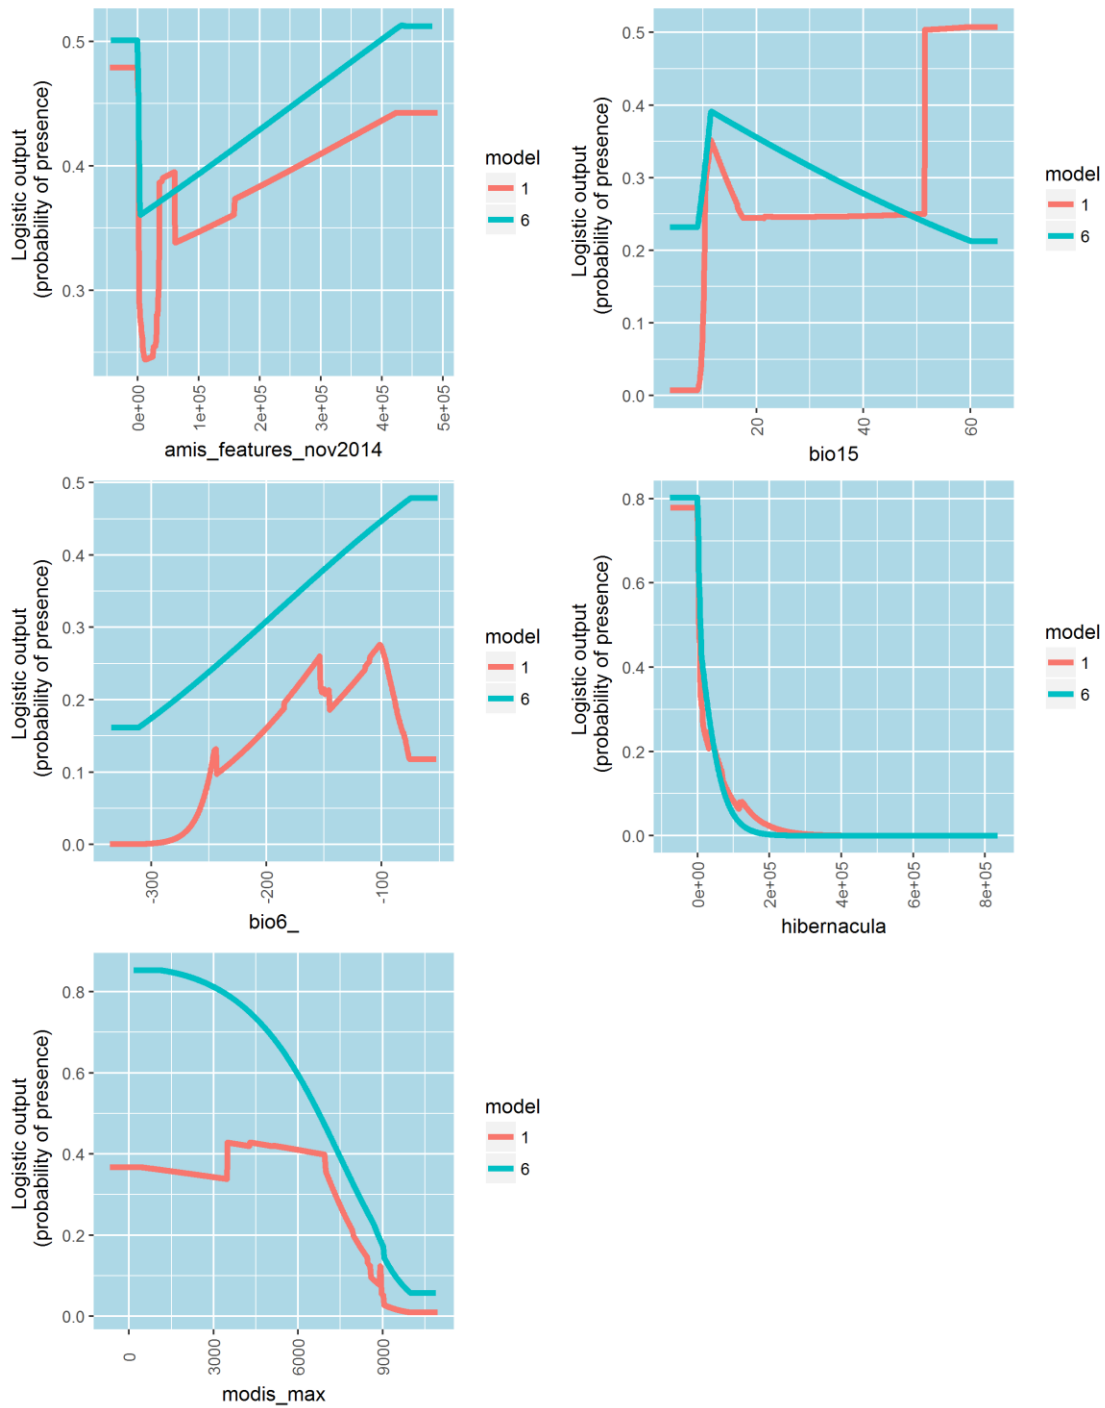 Logistic output
(probability of presence)
0.5
0.4
0.3
0e+00
1e+05
2e+05
3e+05
4e+05
5e+05
amis_features_nov2014
model
1
6
Logistic output
(probability of presence)
0.5
0.4
0.3
0.2
0.1
0.0
20
40
60
bio15
model
1
6
Logistic output
(probability of presence)
0.5
0.4
0.3
0.2
0.1
0.0
-300
-200
-100
bio6_
model
1
6
Logistic output
(probability of presence)
0.8
0.6
0.4
0.2
0.0
0e+00
2e+05
4e+05
6e+05
8e+05
hibernacula
model
1
6
Logistic output
(probability of presence)
0.8
0.6
0.4
0.2
0.0
0
3000
6000
9000
modis_max
model
1
6